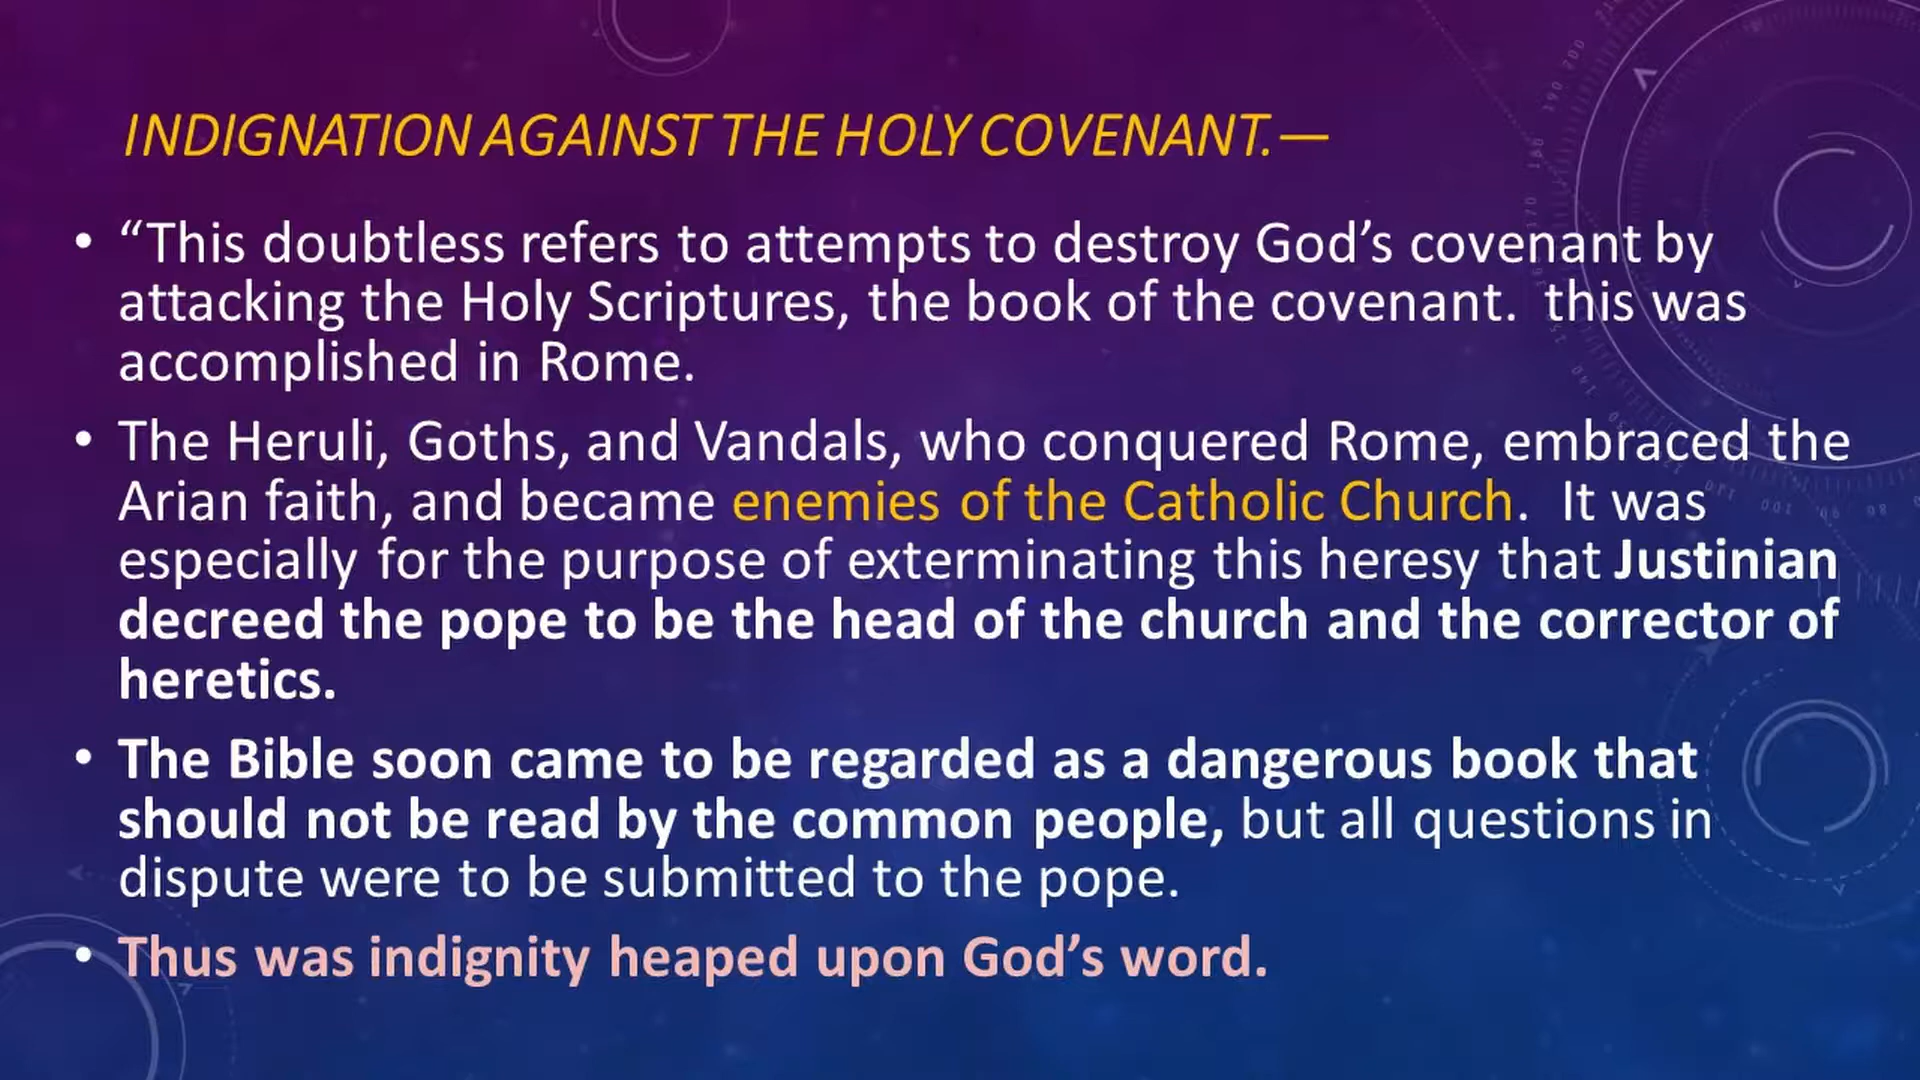 INDIGNATION AGAINST THE HOLY COVENANT.—
• “This doubtless refers to attempts to destroy God’s covenant by
attacking the Holy Scriptures, the book of the covenant.  this was
accomplished in Rome.
• The Heruli, Goths, and Vandals, who conquered Rome, embraced the
Arian faith, and became enemies of the Catholic Church.  It was
especially for the purpose of exterminating this heresy that Justinian
decreed the pope to be the head of the church and the corrector of
heretics.
• The Bible soon came to be regarded as a dangerous book that
should not be read by the common people, but all questions in
dispute were to be submitted to the pope.
• Thus was indignity heaped upon God’s word.